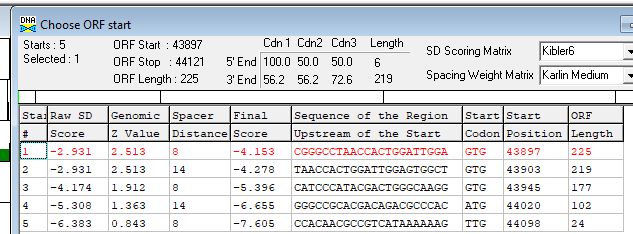 DNA Choose ORF start
Starts : 5 ORF Start : 43897 Cdn 1 Cdn2 Cdn3 Length SD Scoring Matrix Kibler6
Selected : 1 ORF Stop : 44121 5' End 100.0 50.0 50.0 6
ORF Length : 225 3' End 56.2 56.2 72.6 219 Spacing Weight Matrix Karlin Medium
Star Raw SD Genomic Spacer Final Sequence of the Region Start Start ORF
# Score Z Value Distance Score Upstream of the Start Codon Position Length
1 -2.931 2.513 8 -4.153 CGGGCCTAACCACTGGATTGGA GTG 43897 225
2 -2.931 2.513 14 -4.278 TAACCACTGGATTGGAGTGGCT GTG 43903 219
3 -4.174 1.912 8 -5.396 CATCCCATACGACTGGGCAAGG GTG 43945 177
4 -5.308 1.363 14 -6.655 GGGCCGCACGACAGACGCCCAC ATG 44020 102
5 -6.383 0.843 8 -7.605 CCACAACGCCGTCATAAAAAAG TTG 44098 24